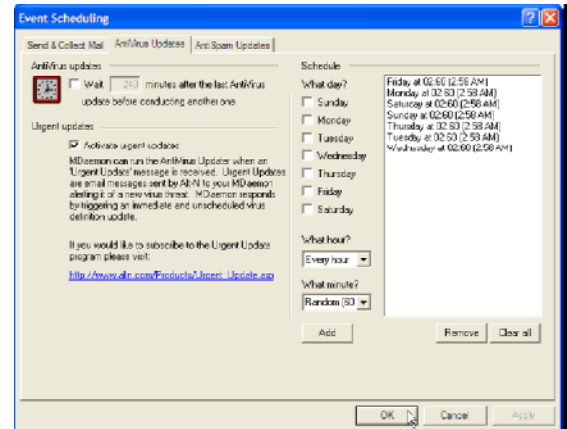 Event Scheduling
Send & Collect Mail
AntiVirus Updates
AntiSpam Updates
AntiVirus updates
Wait 240 minutes after the last AntiVirus
update before conducting another one.
Urgent updates
Activate urgent updates
MDaemon can run the AntiVirus Updater when an
'Urgent Update' message is received. Urgent Updates
are email messages sent by Alt-N to your MDaemon
alerting it of a new virus threat. MDaemon responds
by triggering an immediate and unscheduled virus
definition update.
If you would like to subscribe to the Urgent Update
program please visit:
http://www.altn.com/Products/Urgent_Update.asp
Schedule
What day?
Sunday
Monday
Tuesday
Wednesday
Thursday
Friday
Saturday
What hour?
Every hour
What minute?
Random (60
Add
Friday at 02:60 (2:58 AM)
Monday at 02:60 (2:58 AM)
Saturday at 02:60 (2:58 AM)
Sunday at 02:60 (2:58 AM)
Thursday at 02:60 (2:58 AM)
Tuesday at 02:60 (2:58 AM)
Wednesday at 02:60 (2:58 AM)
Remove
Clear all
OK
Cancel
Apply